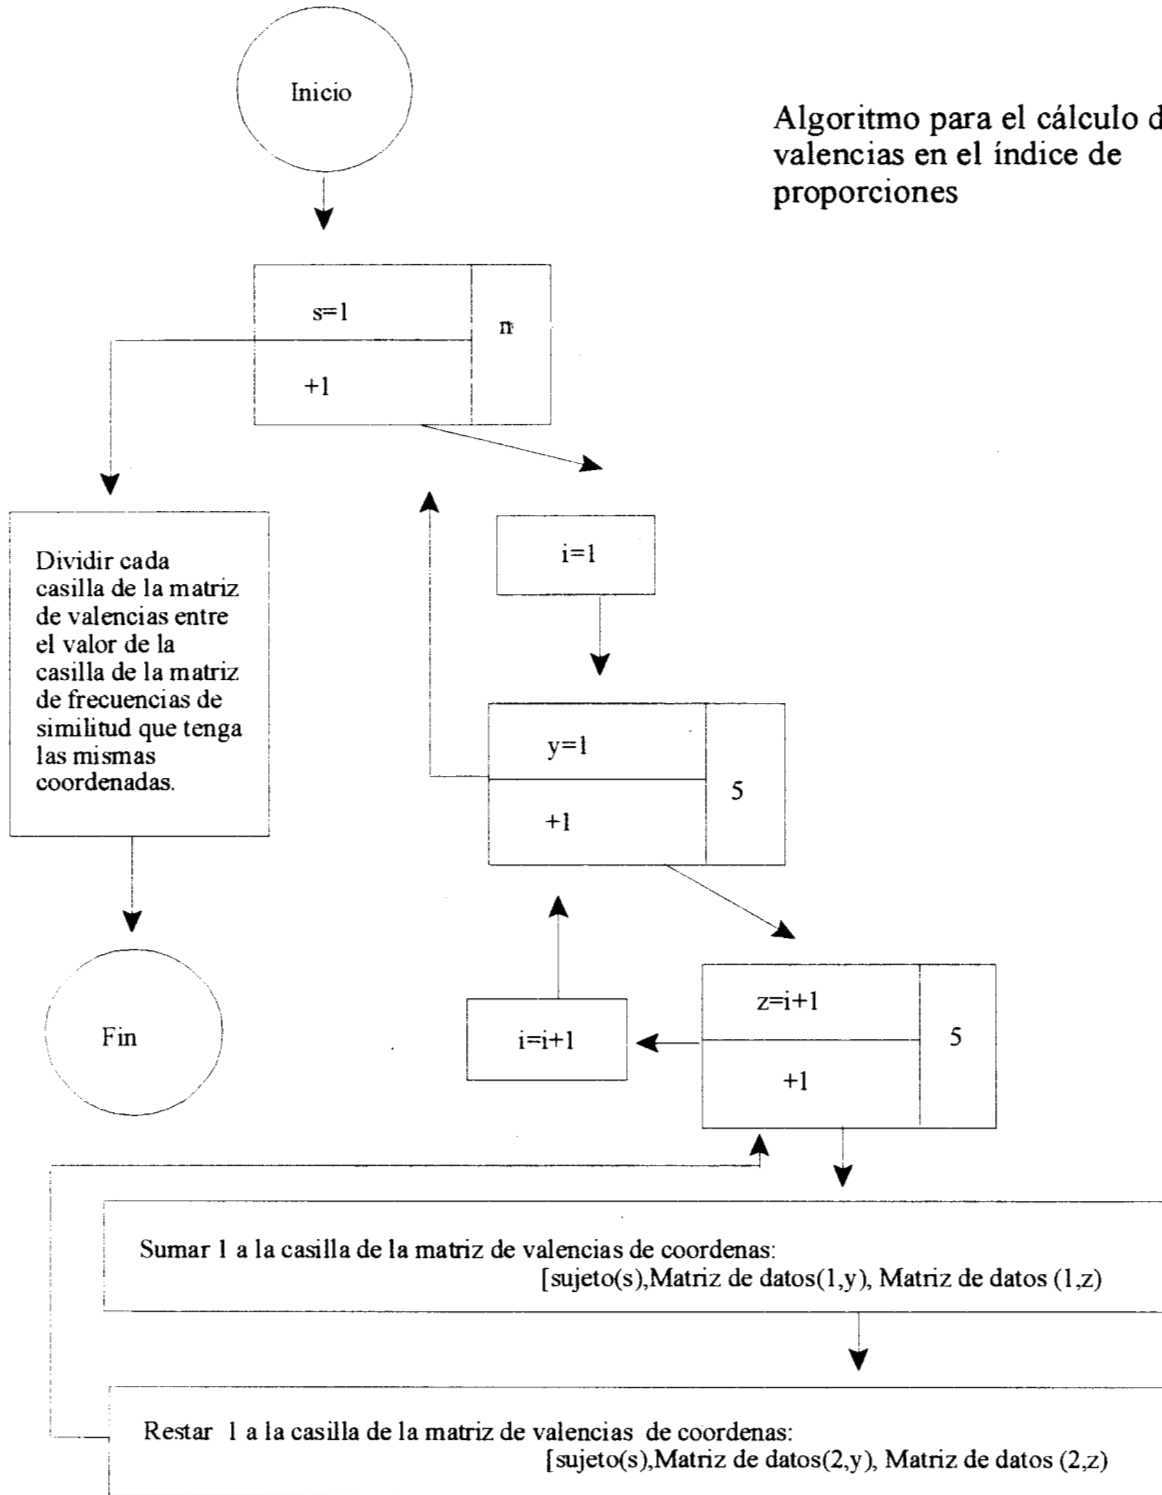 Inicio
Algoritmo para el cálculo d
valencias en el índice de
proporciones
s=1
n
+1
i=1
Dividir cada
casilla de la matriz
de valencias entre
el valor de la
casilla de la matriz
de frecuencias de
similitud que tenga
las mismas
coordenadas.
y=1
5
+1
Fin
z=i+1
i=i+1
5
+1
Sumar 1 a la casilla de la matriz de valencias de coordenas:
[sujeto(s),Matriz de datos(1,y), Matriz de datos (1,z)
Restar 1 a la casilla de la matriz de valencias de coordenas:
[sujeto(s),Matriz de datos(2,y), Matriz de datos (2,z)